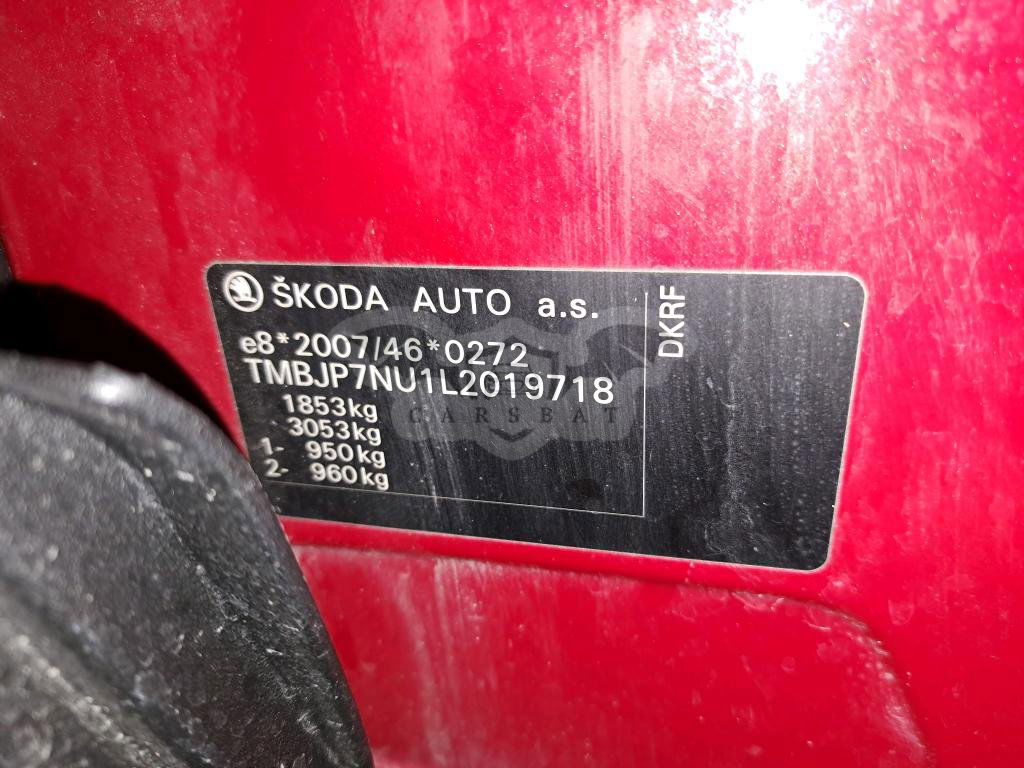 ŠKODA AUTO a.s.
e8*2007/46*0272
TMBJP7NU1L2019718
1853kg
3053kg
1- 950kg
2- 960kg
DKRF
CARSBAT